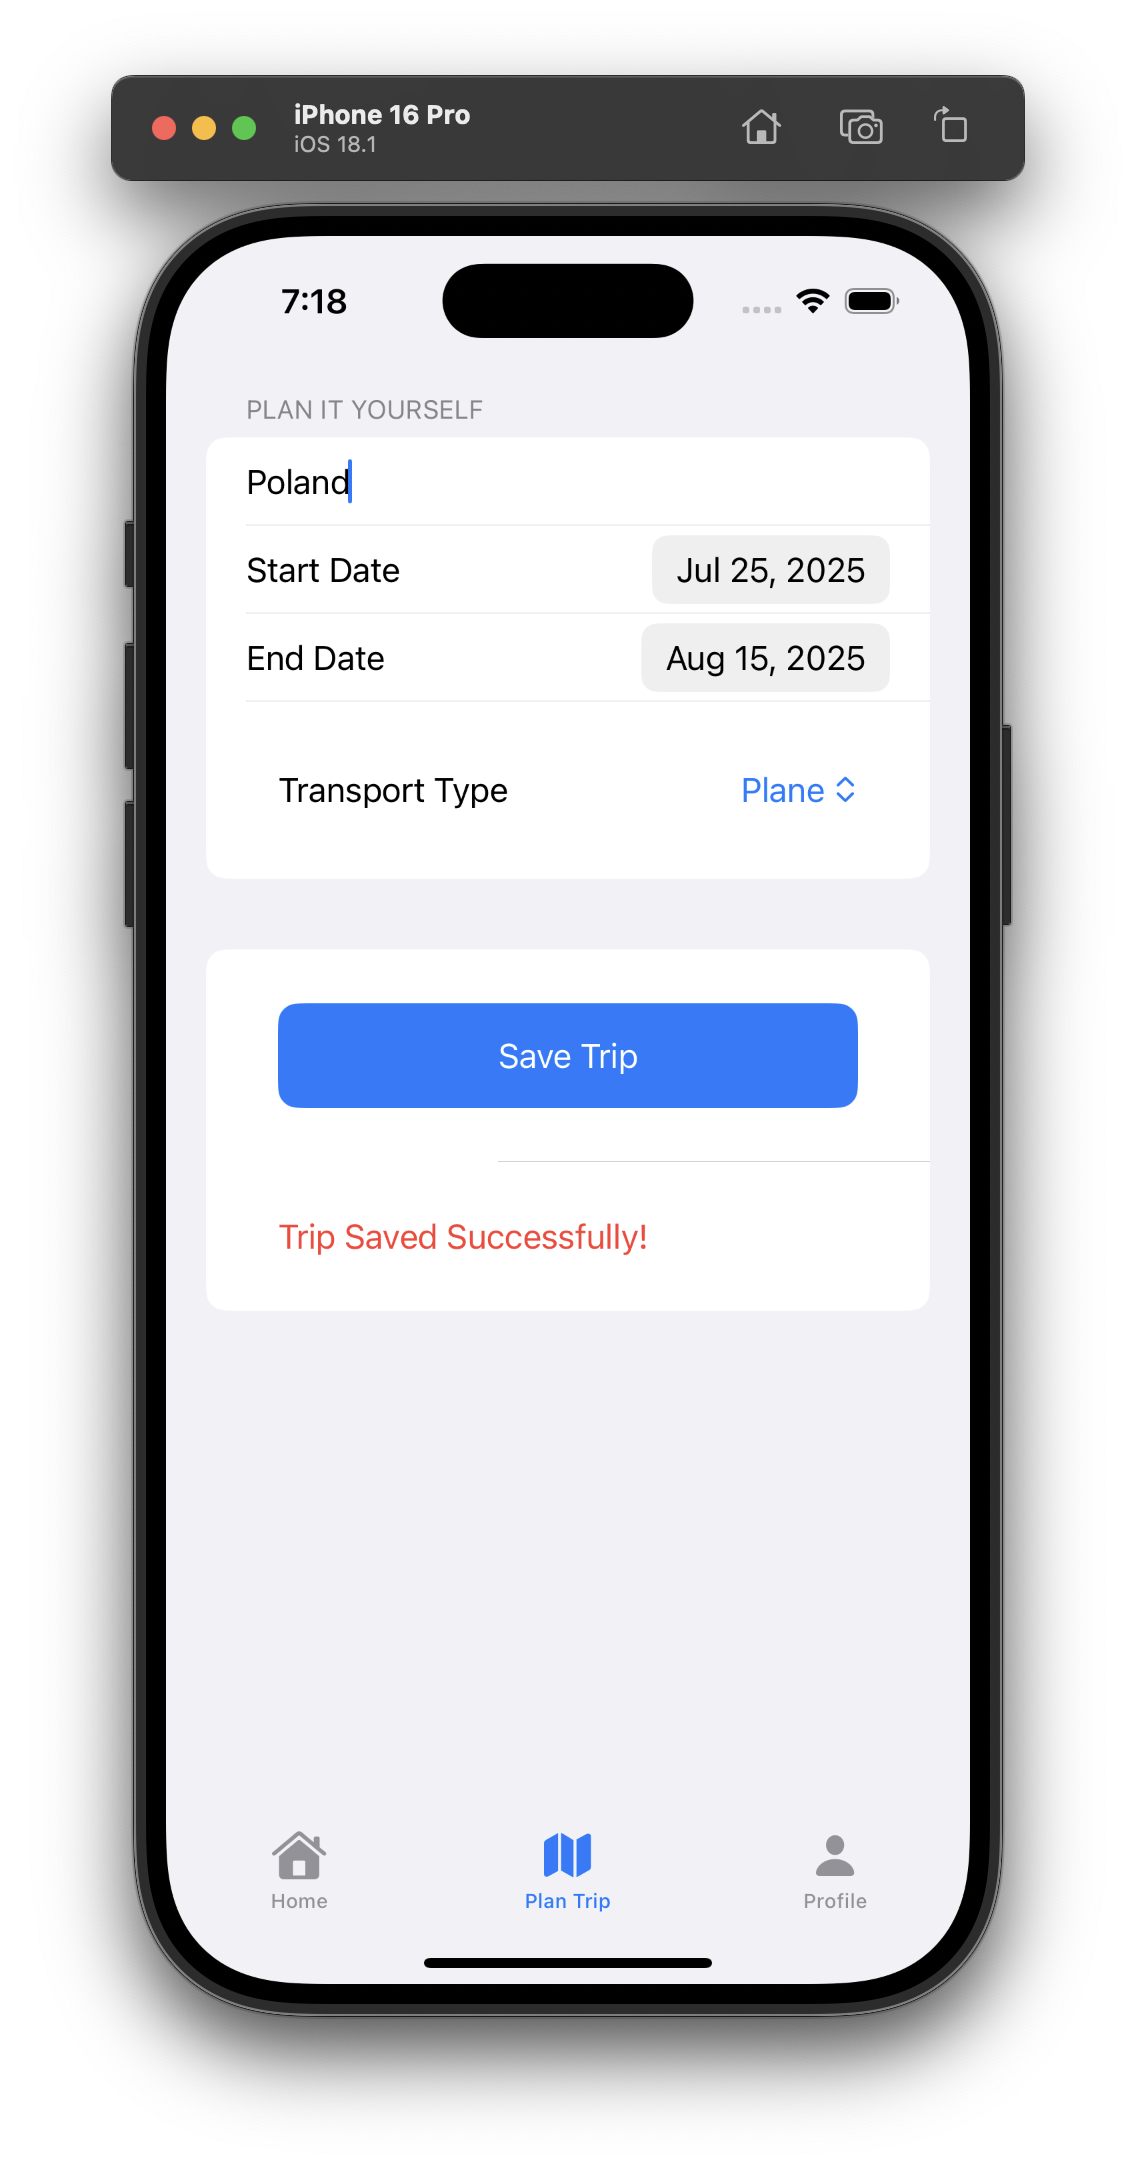 iPhone 16 Pro
iOS 18.1
7:18
PLAN IT YOURSELF
Poland
Start Date Jul 25, 2025
End Date Aug 15, 2025
Transport Type Plane
Save Trip
Trip Saved Successfully!
Home Plan Trip Profile